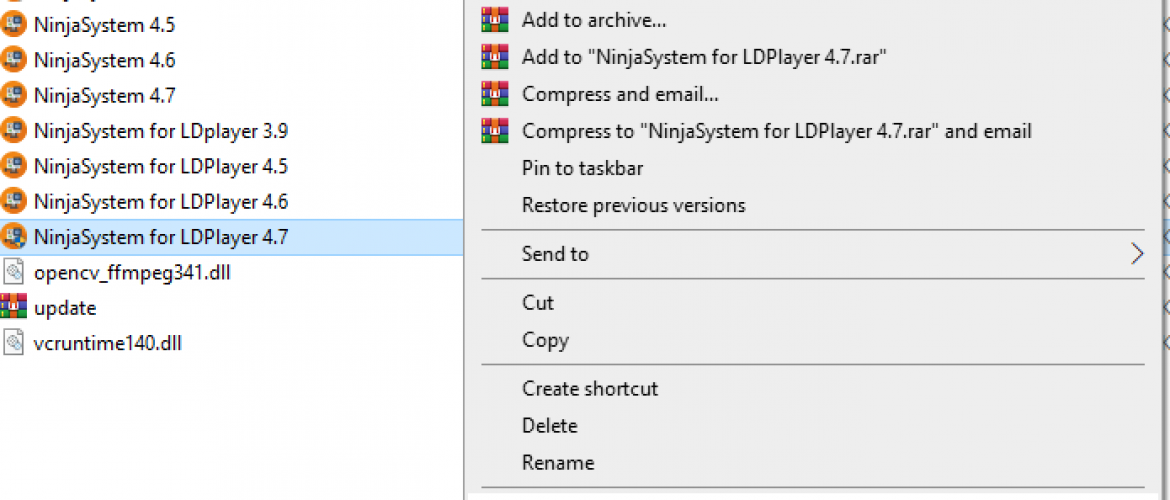 NinjaSystem 4.5
NinjaSystem 4.6
NinjaSystem 4.7
NinjaSystem for LDplayer 3.9
NinjaSystem for LDPlayer 4.5
NinjaSystem for LDPlayer 4.6
NinjaSystem for LDPlayer 4.7
opencv_ffmpeg341.dll
update
vcruntime140.dll
Add to archive...
Add to "NinjaSystem for LDPlayer 4.7.rar"
Compress and email...
Compress to "NinjaSystem for LDPlayer 4.7.rar" and email
Pin to taskbar
Restore previous versions
Send to
Cut
Copy
Create shortcut
Delete
Rename